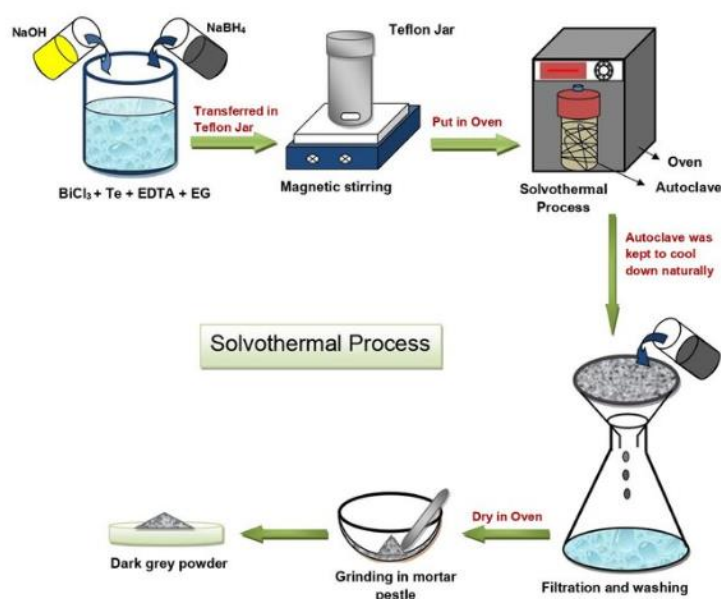 NaOH
NaBH₄
BiCl₃ + Te + EDTA + EG
Transferred in
Teflon Jar
Teflon Jar
Magnetic stirring
Put in Oven
Oven
Autoclave
Solvothermal
Process
Autoclave was
kept to cool
down naturally
Solvothermal Process
Filtration and washing
Dry in Oven
Grinding in mortar
pestle
Dark grey powder